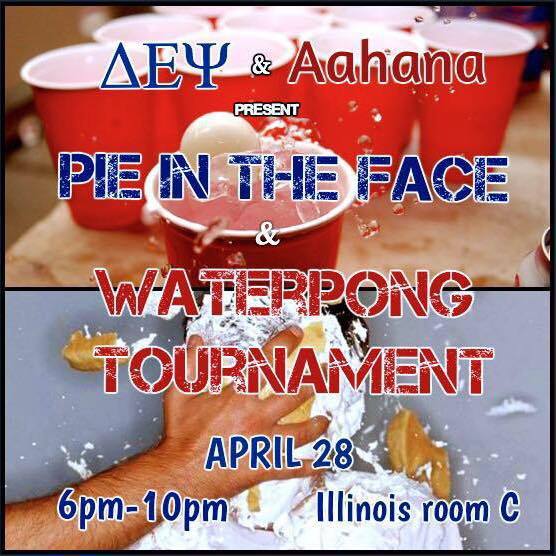 ΔΕΨ & Aahana
PRESENT
PIE IN THE FACE
&
WATERPONG
TOURNAMENT
APRIL 28
6pm-10pm Illinois room C